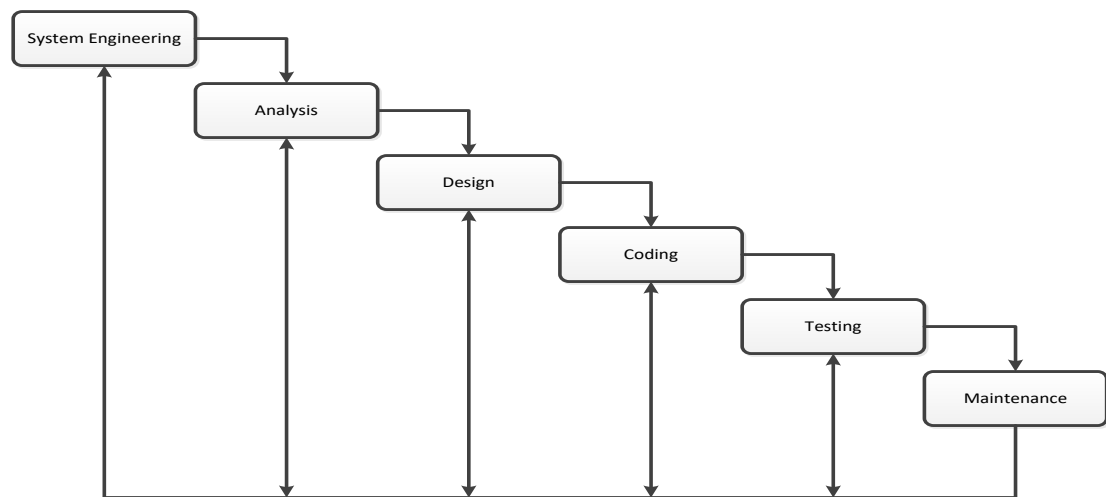 System Engineering
Analysis
Design
Coding
Testing
Maintenance